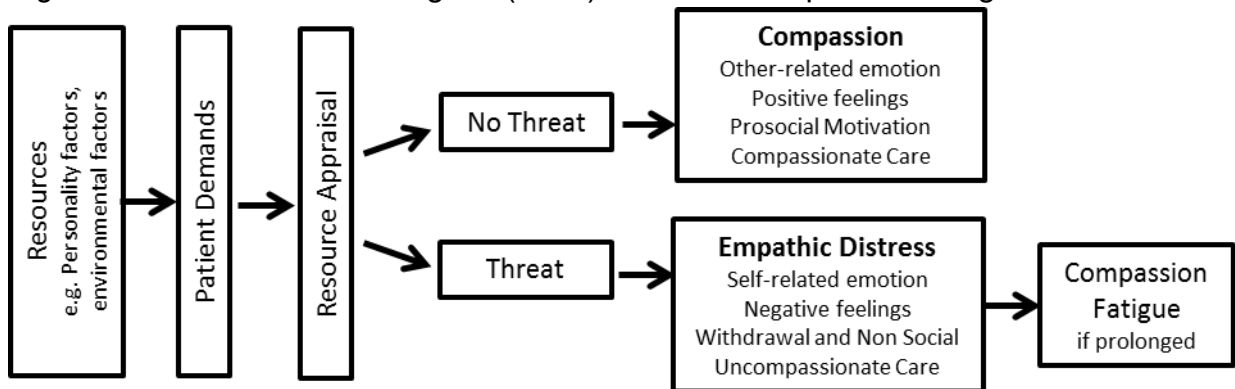 Resources
e.g. Personality factors,
environmental factors
Patient Demands
Resource Appraisal
No Threat
Threat
Compassion
Other-related emotion
Positive feelings
Prosocial Motivation
Compassionate Care
Empathic Distress
Self-related emotion
Negative feelings
Withdrawal and Non Social
Uncompassionate Care
Compassion
Fatigue
if prolonged